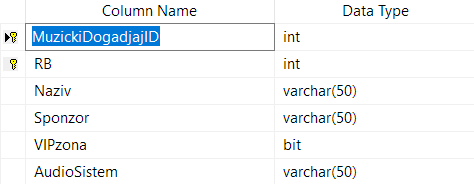 Column Name Data Type
MuzickiDogadjajID int
RB int
Naziv varchar(50)
Sponzor varchar(50)
VIPzona bit
AudioSistem varchar(50)